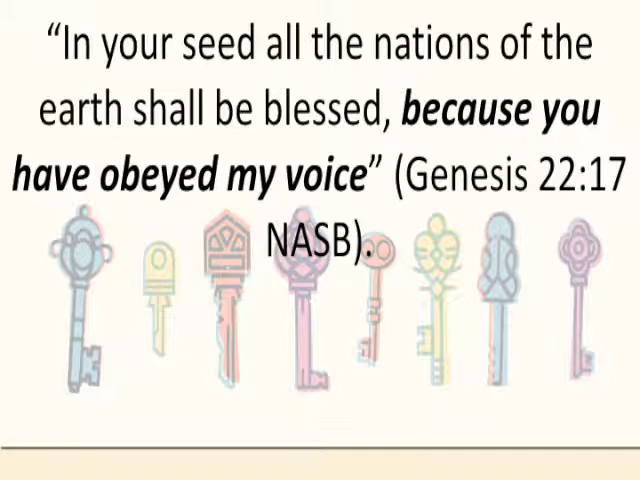 “In your seed all the nations of the
earth shall be blessed, because you
have obeyed my voice” (Genesis 22:17
NASB).